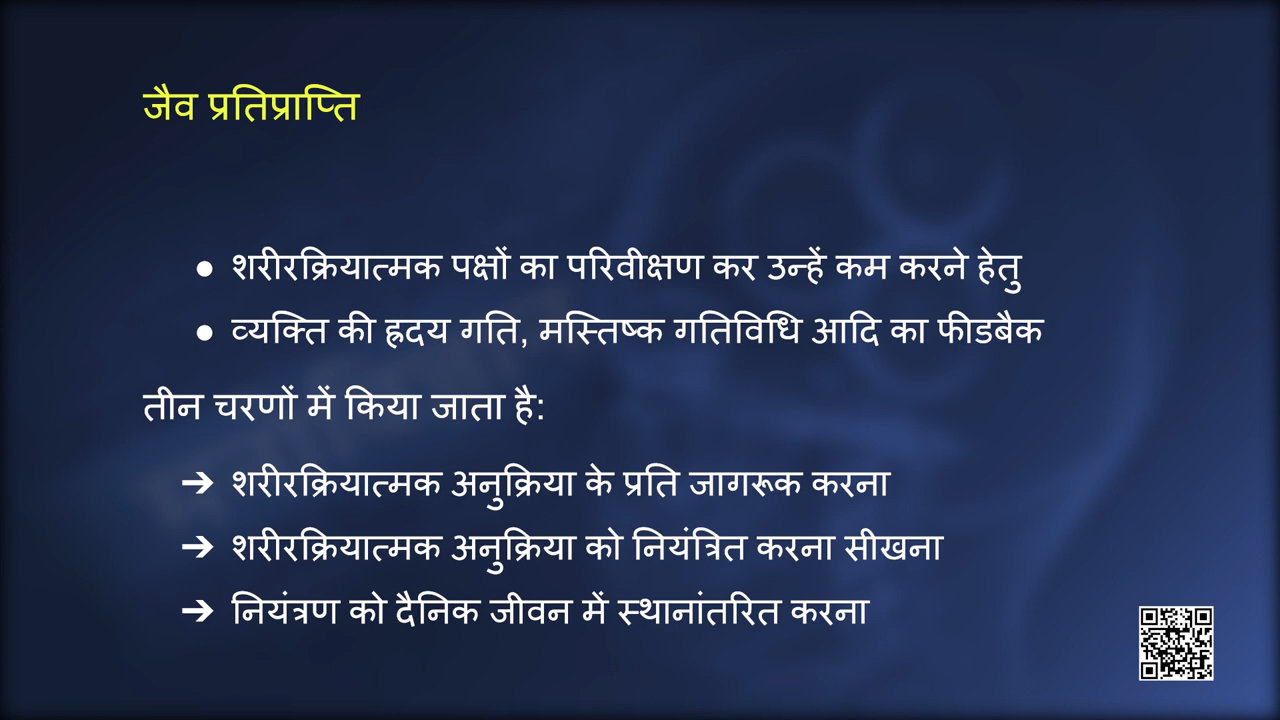 जैव प्रतिप्राप्ति
● शरीरक्रियात्मक पक्षों का परिवीक्षण कर उन्हें कम करने हेतु
● व्यक्ति की ह्रदय गति, मस्तिष्क गतिविधि आदि का फीडबैक
तीन चरणों में किया जाता है:
➔ शरीरक्रियात्मक अनुक्रिया के प्रति जागरूक करना
➔ शरीरक्रियात्मक अनुक्रिया को नियंत्रित करना सीखना
➔ नियंत्रण को दैनिक जीवन में स्थानांतरित करना